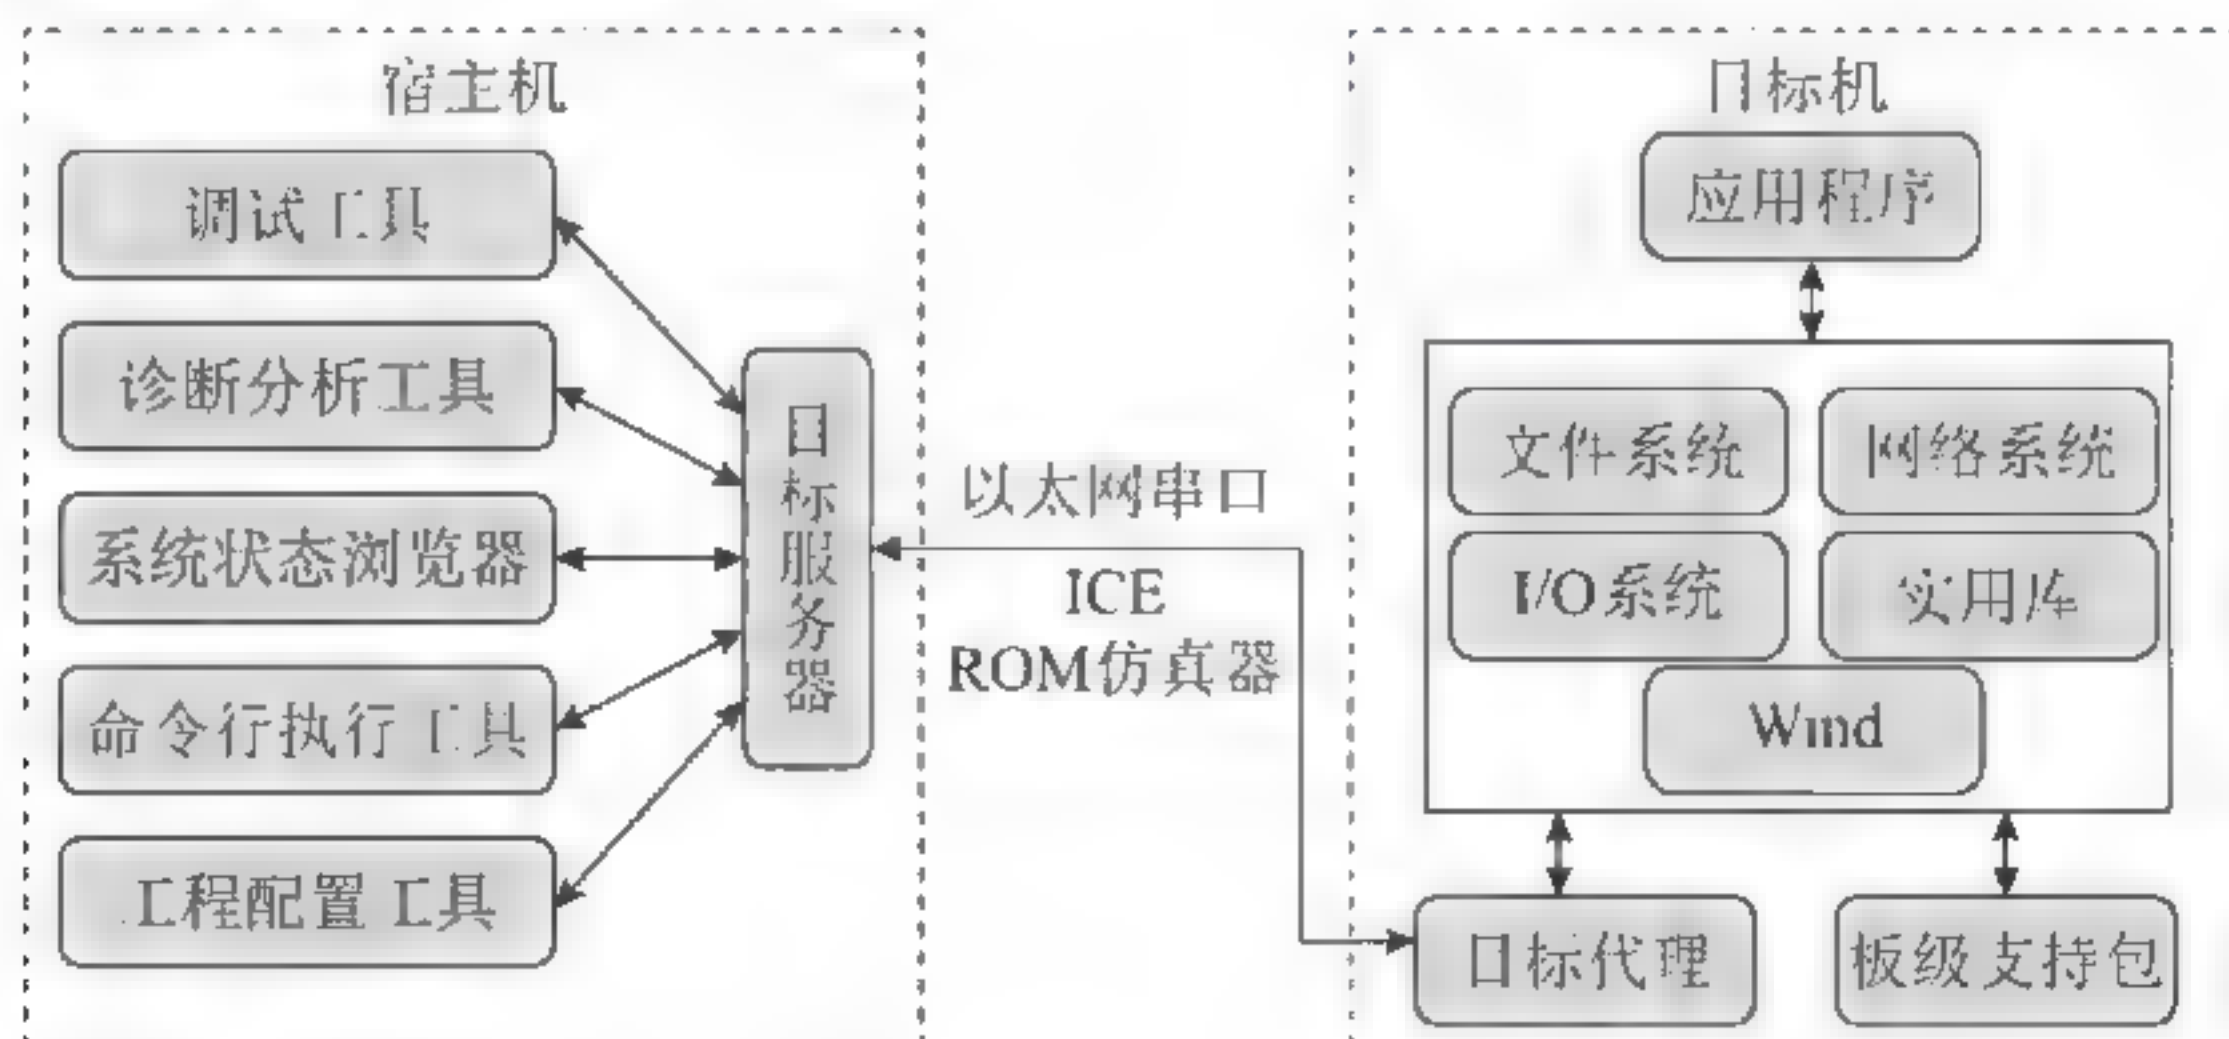 宿主机
调试工具
诊断分析工具
系统状态浏览器
命令行执行工具
工程配置工具
目标服务器
以太网串口
ICE
ROM仿真器
目标机
应用程序
文件系统
网络系统
I/O系统
实用库
Wind
目标代理
板级支持包